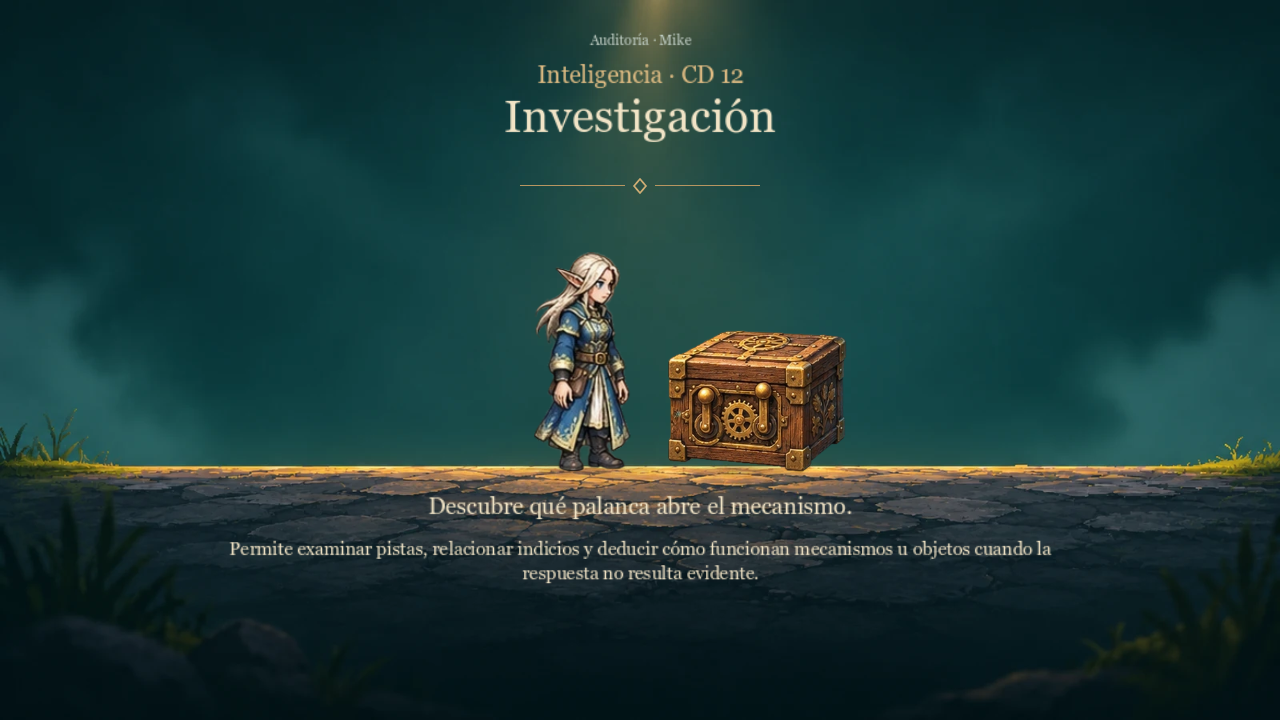 Auditoría · Mike
Inteligencia · CD 12
Investigación
Descubre qué palanca abre el mecanismo.
Permite examinar pistas, relacionar indicios y deducir cómo funcionan mecanismos u objetos cuando la
respuesta no resulta evidente.